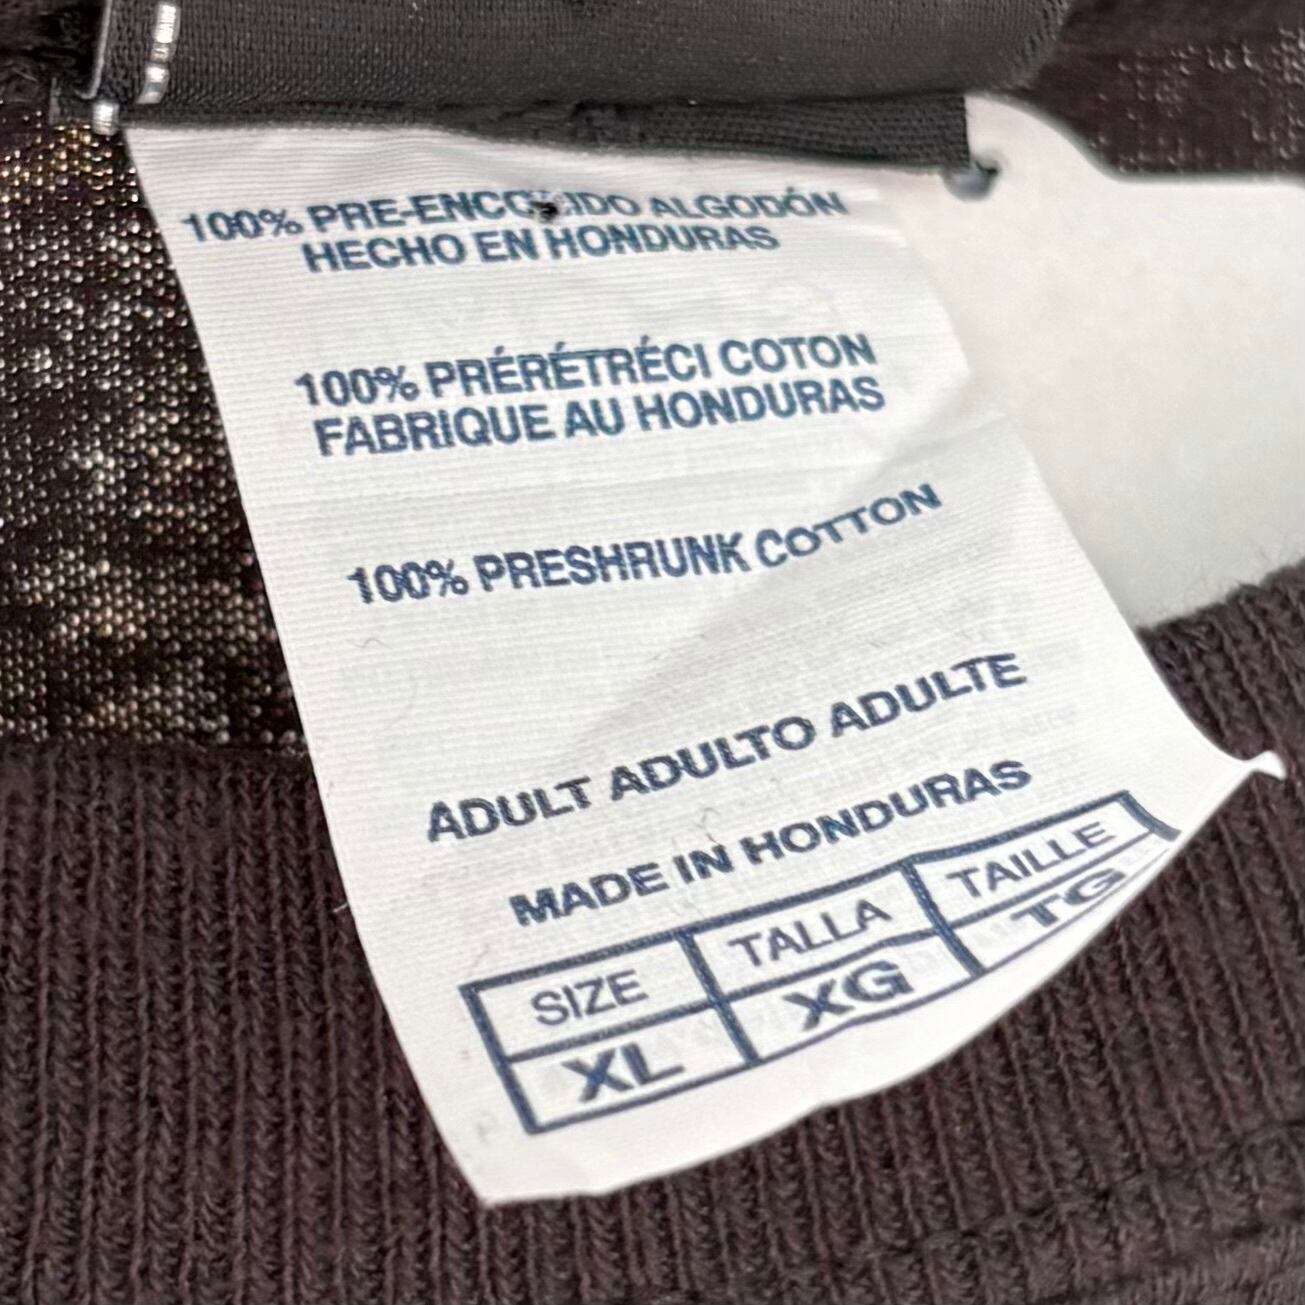 100% PRE-ENCOGIDO ALGODÓN
HECHO EN HONDURAS
100% PRÉRÉTRÉCI COTON
FABRIQUE AU HONDURAS
100% PRESHRUNK COTTON
ADULT ADULTO ADULTE
MADE IN HONDURAS
SIZE TALLA TAILLE
XL XG TG